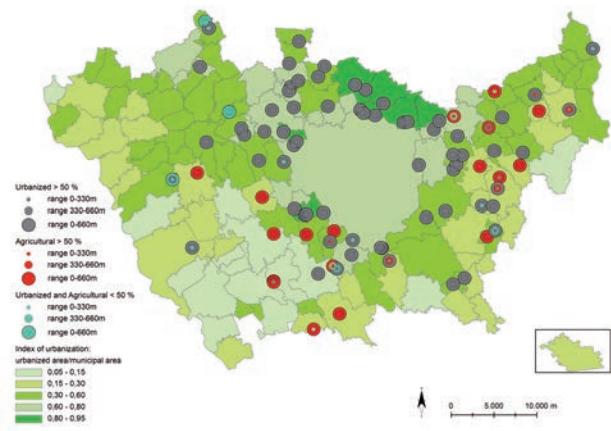 Urbanized > 50 %
range 0-330m
range 330-660m
range 0-660m
Agricultural > 50 %
range 0-330m
range 330-660m
range 0-660m
Urbanized and Agricultural < 50 %
range 0-330m
range 330-660m
range 0-660m
Index of urbanization:
urbanized area/municipal area
0,05 - 0,15
0,15 - 0,30
0,30 - 0,60
0,60 - 0,80
0,80 - 0,95
0 5.000 10.000 m